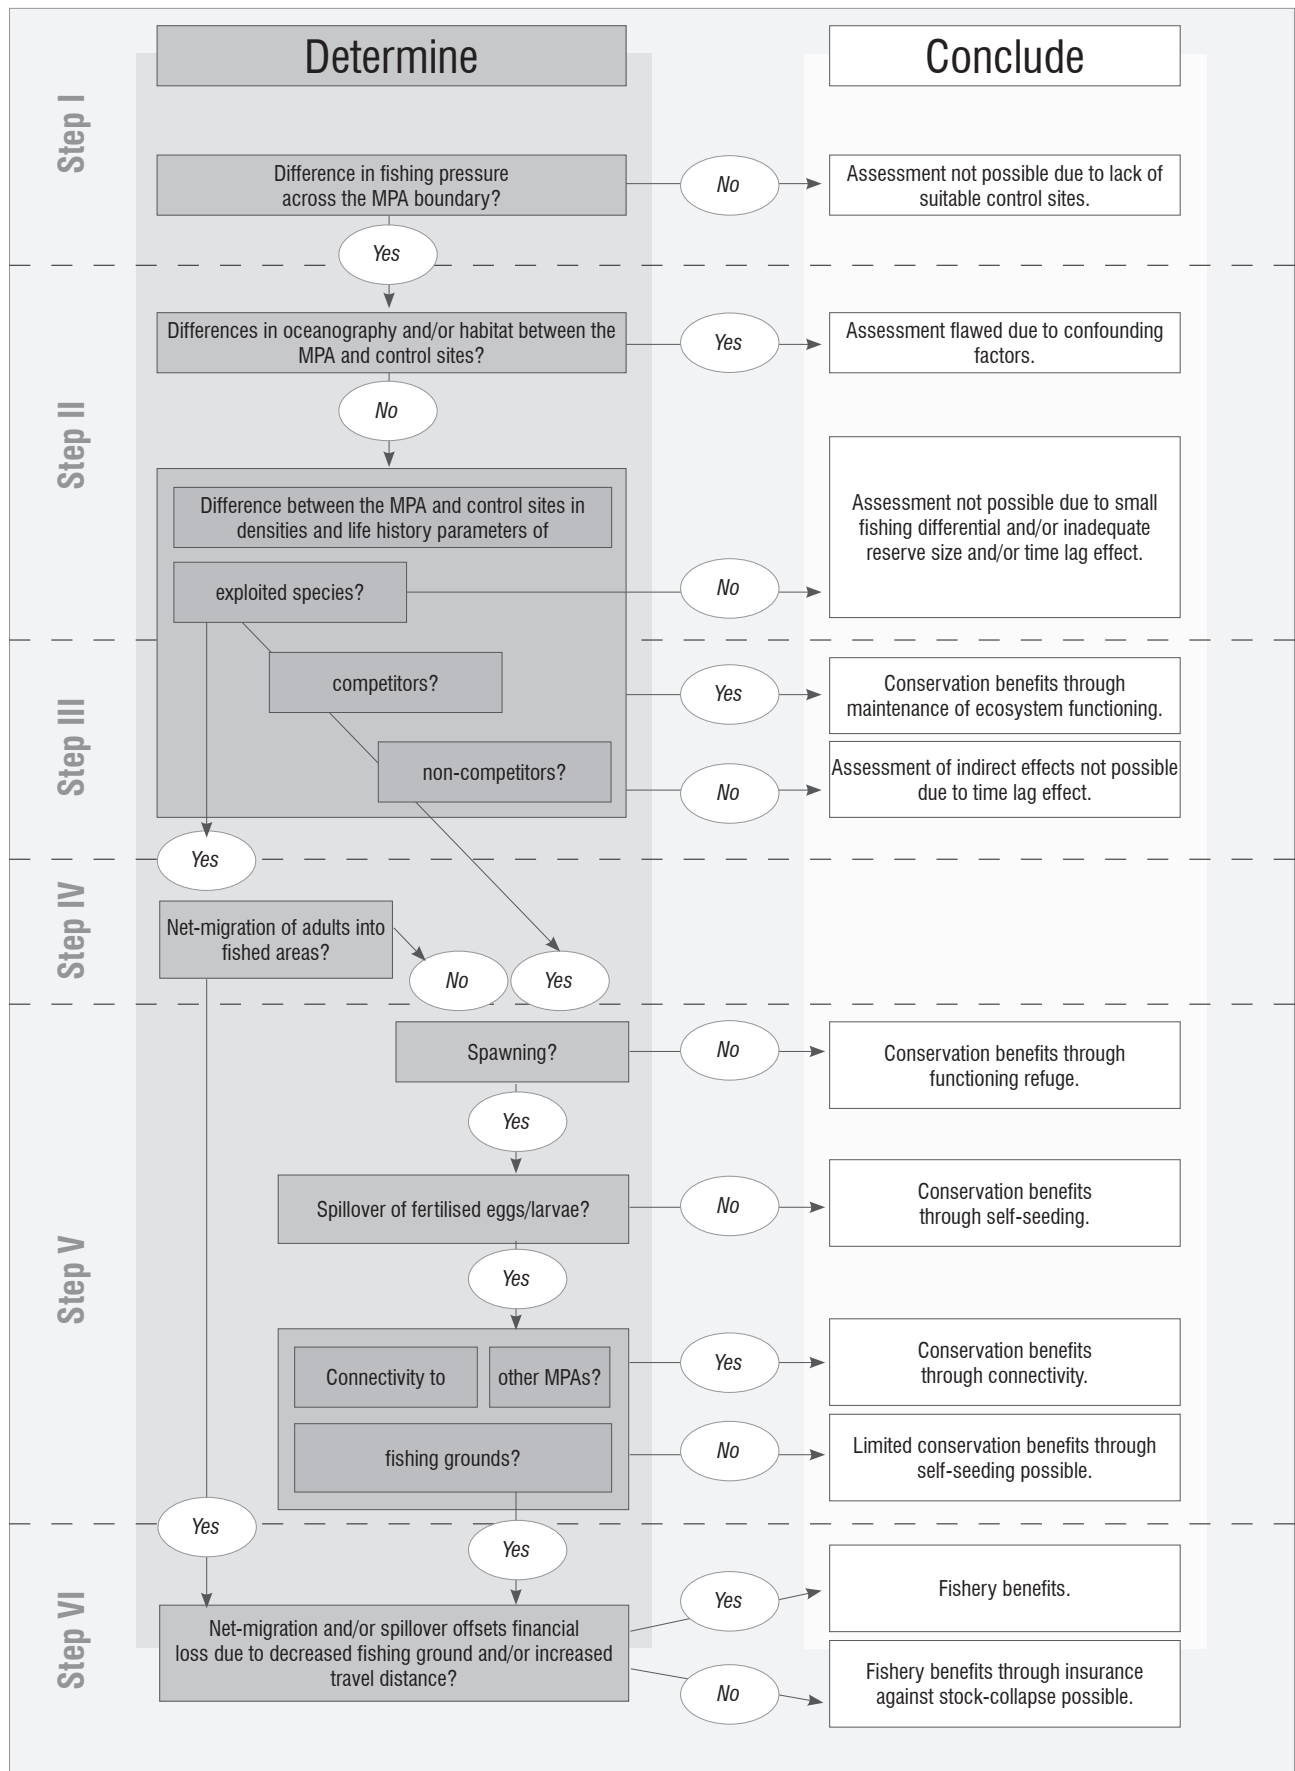 Determine
Conclude
Step I
Difference in fishing pressure
across the MPA boundary?
No
Assessment not possible due to lack of
suitable control sites.
Yes
Step II
Differences in oceanography and/or habitat between the
MPA and control sites?
Yes
Assessment flawed due to confounding
factors.
No
Difference between the MPA and control sites in
densities and life history parameters of
exploited species?
No
Assessment not possible due to small
fishing differential and/or inadequate
reserve size and/or time lag effect.
Step III
competitors?
Yes
Conservation benefits through
maintenance of ecosystem functioning.
non-competitors?
No
Assessment of indirect effects not possible
due to time lag effect.
Yes
Step IV
Net-migration of adults into
fished areas?
No
Yes
Step V
Spawning?
No
Conservation benefits through
functioning refuge.
Yes
Spillover of fertilised eggs/larvae?
No
Conservation benefits
through self-seeding.
Yes
Connectivity to
other MPAs?
Yes
Conservation benefits
through connectivity.
fishing grounds?
No
Limited conservation benefits through
self-seeding possible.
Yes
Yes
Step VI
Net-migration and/or spillover offsets financial
loss due to decreased fishing ground and/or increased
travel distance?
Yes
Fishery benefits.
No
Fishery benefits through insurance
against stock-collapse possible.